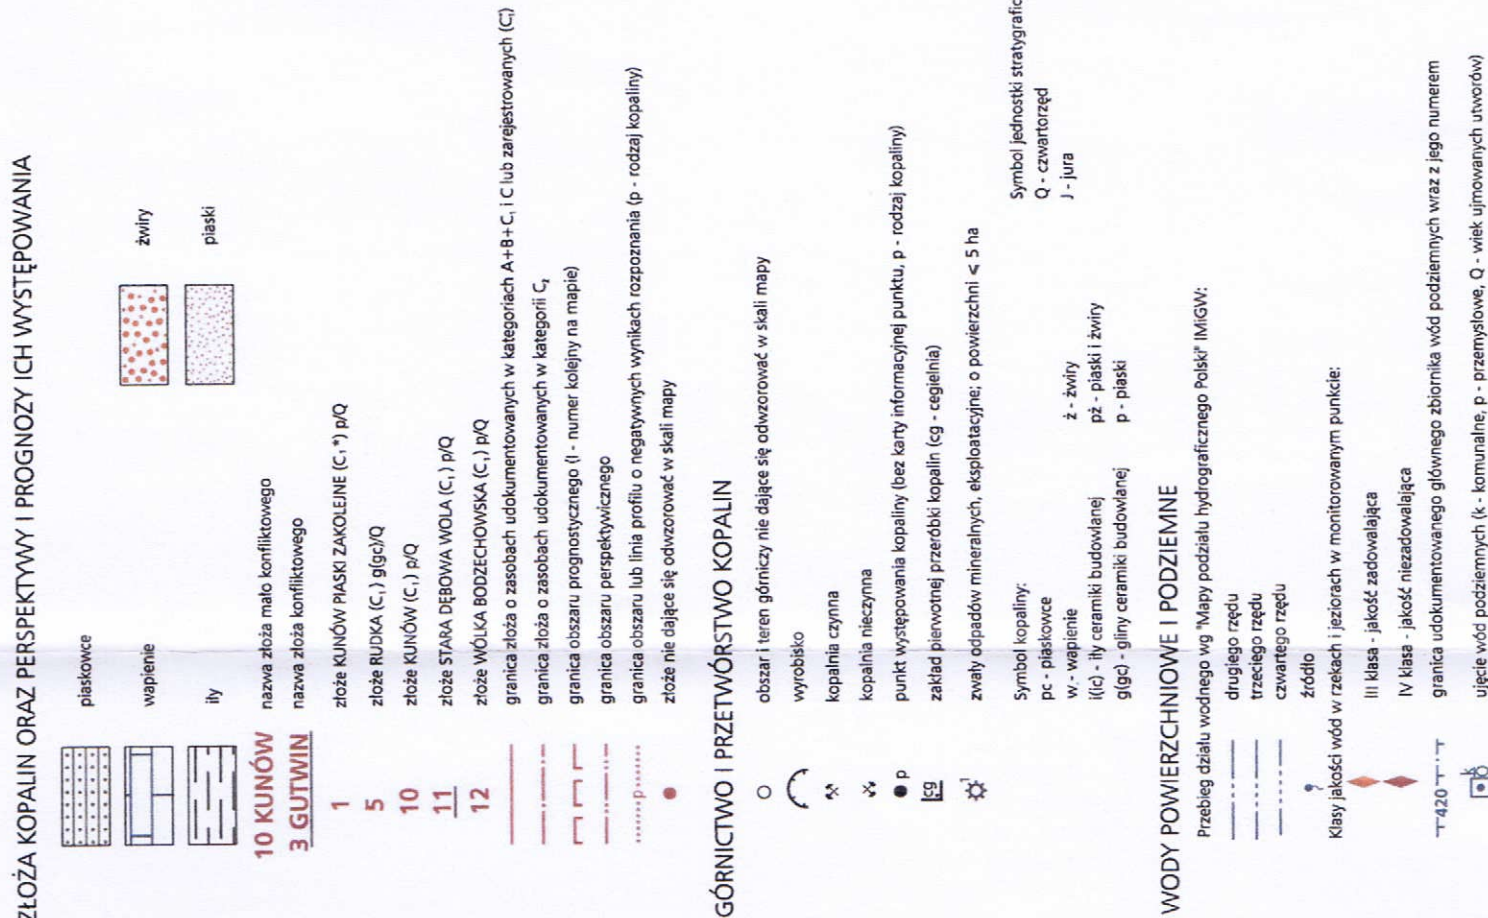 ZŁOŻA KOPALIN ORAZ PERSPEKTYWY I PROGNOZY ICH WYSTĘPOWANIA
piaskowce
wapienie
iły
żwiry
piaski
10 KUNÓW nazwa złoża mało konfliktowego
3 GUTWIN nazwa złoża konfliktowego
1 złoże KUNÓW PIASKI ZAKOLEJNE (C₁*) p/Q
5 złoże RUDKA (C₁) g(gc)/Q
10 złoże KUNÓW (C₁) p/Q
11 złoże STARA DĘBOWA WOLA (C₁) p/Q
12 złoże WÓLKA BODZECHOWSKA (C₁) p/Q
granica złoża o zasobach udokumentowanych w kategoriach A+B+C₁ i C lub zarejestrowanych (C₁*)
granica złoża o zasobach udokumentowanych w kategorii C₂
granica obszaru prognostycznego (I - numer kolejny na mapie)
granica obszaru perspektywicznego
p granica obszaru lub linia profilu o negatywnych wynikach rozpoznania (p - rodzaj kopaliny)
złoże nie dające się odwzorować w skali mapy
GÓRNICTWO I PRZETWÓRSTWO KOPALIN
obszar i teren górniczy nie dające się odwzorować w skali mapy
wyrobisko
kopalnia czynna
kopalnia nieczynna
p punkt występowania kopaliny (bez karty informacyjnej punktu, p - rodzaj kopaliny)
cg zakład pierwotnej przeróbki kopalin (cg - cegielnia)
1 zwały odpadów mineralnych, eksploatacyjne; o powierzchni < 5 ha
Symbol kopaliny:
pc - piaskowce
w - wapienie
i(ic) - iły ceramiki budowlanej
g(gc) - gliny ceramiki budowlanej
ż - żwiry
pż - piaski i żwiry
p - piaski
Symbol jednostki
Q - czwartorzęd
J - jura
WODY POWIERZCHNIOWE I PODZIEMNE
Przebieg działu wodnego wg "Mapy podziału hydrograficznego Polski" IMiGW:
drugiego rzędu
trzeciego rzędu
czwartego rzędu
źródło
Klasy jakości wód w rzekach i jeziorach w monitorowanym punkcie:
III klasa - jakość zadowalająca
IV klasa - jakość niezadowalająca
420 granica udokumentowanego głównego zbiornika wód podziemnych wraz z jego numerem
k ujęcie wód podziemnych (k - komunalne, p - przemysłowe, Q - wiek ujmowanych utworów)